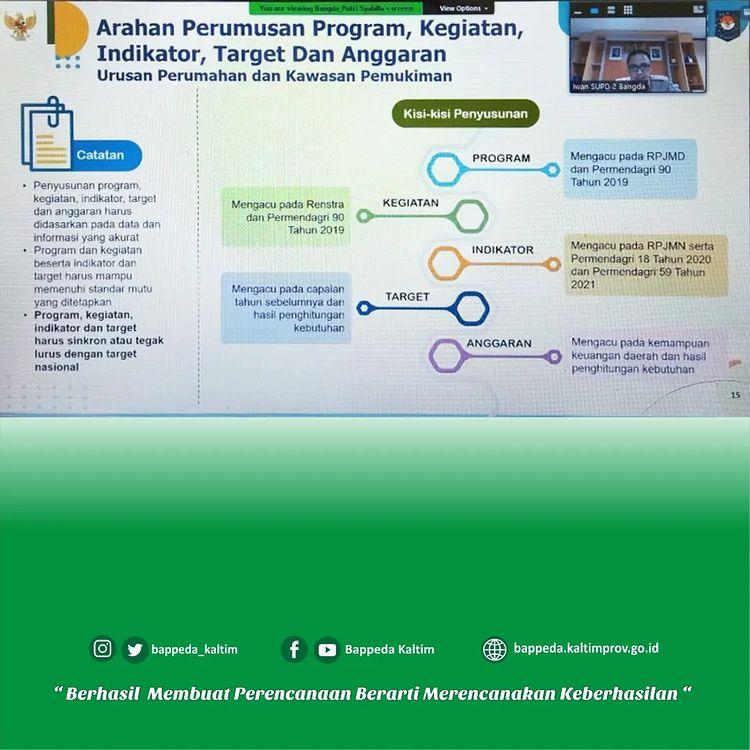 You are viewing Bangda_Putri Syabilla's screen
View Options
Arahan Perumusan Program, Kegiatan,
Indikator, Target Dan Anggaran
Urusan Perumahan dan Kawasan Pemukiman
Iwan SUPD 2 Bangda
Catatan
• Penyusunan program,
kegiatan, indikator, target
dan anggaran harus
didasarkan pada data dan
informasi yang akurat
• Program dan kegiatan
beserta indikator dan
target harus mampu
memenuhi standar mutu
yang ditetapkan
• Program, kegiatan,
indikator dan target
harus sinkron atau tegak
lurus dengan target
nasional
Kisi-kisi Penyusunan
PROGRAM
Mengacu pada RPJMD
dan Permendagri 90
Tahun 2019
KEGIATAN
Mengacu pada Renstra
dan Permendagri 90
Tahun 2019
INDIKATOR
Mengacu pada RPJMN serta
Permendagri 18 Tahun 2020
dan Permendagri 59 Tahun
2021
TARGET
Mengacu pada capaian
tahun sebelumnya dan
hasil penghitungan
kebutuhan
ANGGARAN
Mengacu pada kemampuan
keuangan daerah dan hasil
penghitungan kebutuhan
15
bappeda_kaltim
Bappeda Kaltim
bappeda.kaltimprov.go.id
“ Berhasil Membuat Perencanaan Berarti Merencanakan Keberhasilan “